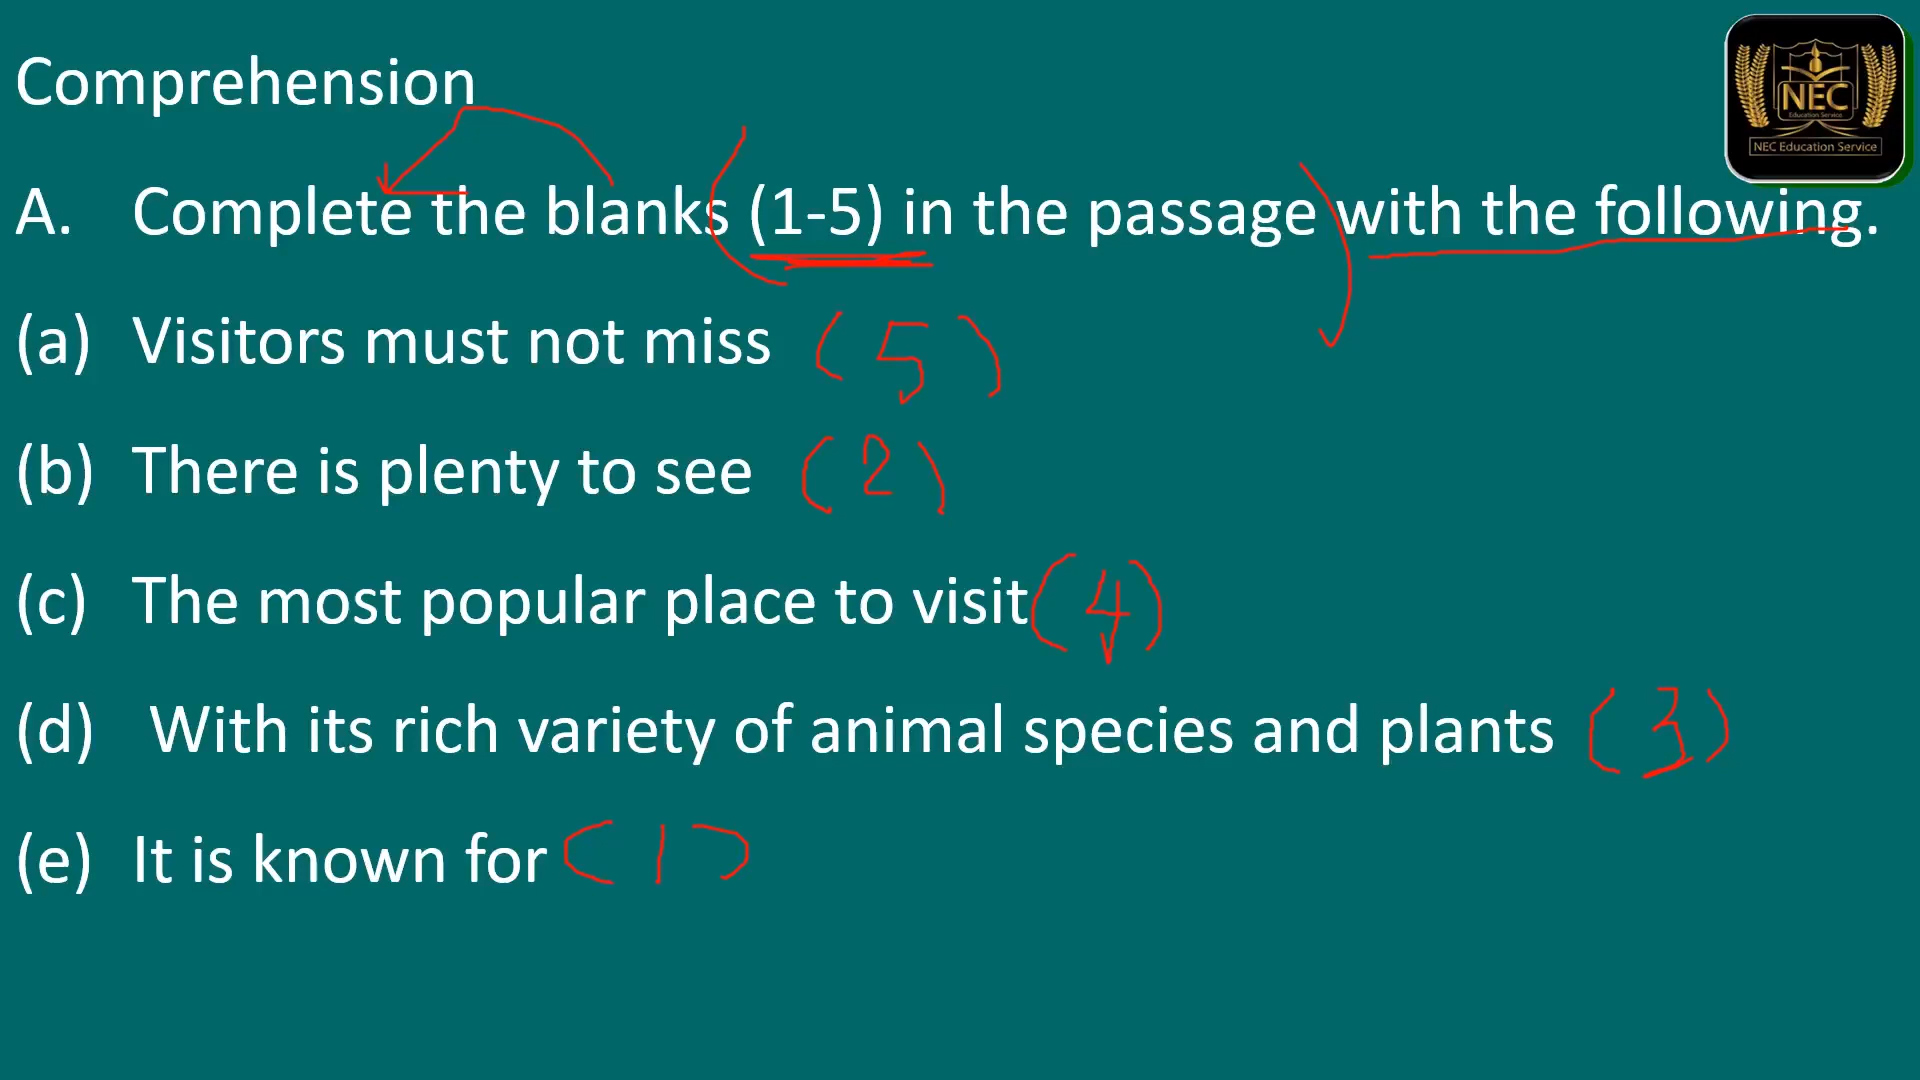 Comprehension
NEC
Education Service
NEC Education Service
A. Complete the blanks (1-5) in the passage with the following.
(a) Visitors must not miss (5)
(b) There is plenty to see (2)
(c) The most popular place to visit (4)
(d) With its rich variety of animal species and plants (3)
(e) It is known for (1)